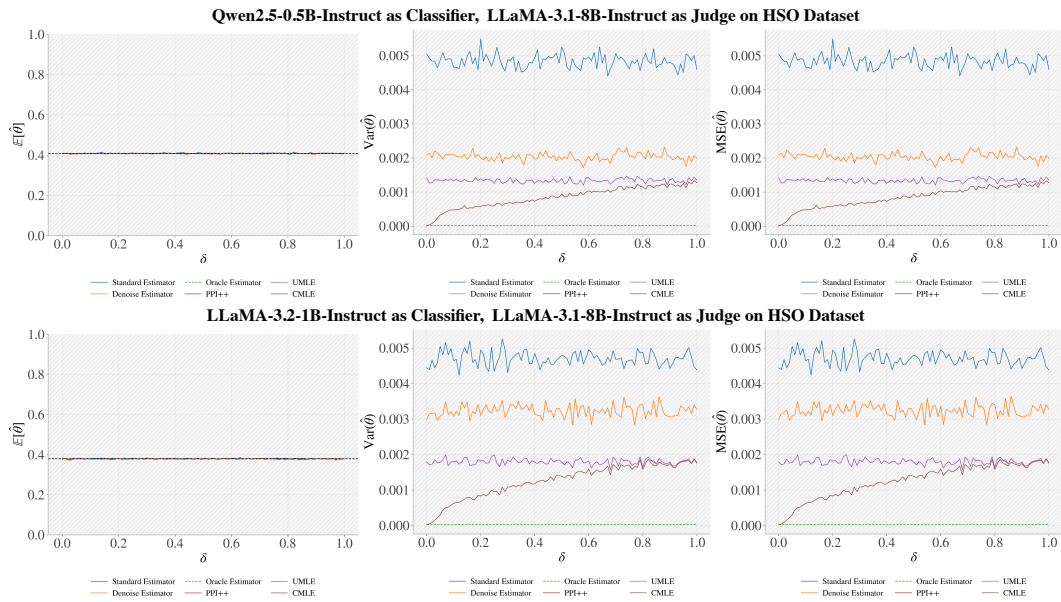 Qwen2.5-0.5B-Instruct as Classifier, LLaMA-3.1-8B-Instruct as Judge on HSO Dataset
𝔼[θ̂]
1.0
0.8
0.6
0.4
0.2
0.0
0.0 0.2 0.4 0.6 0.8 1.0
δ
Var(θ̂)
0.005
0.004
0.003
0.002
0.001
0.000
0.0 0.2 0.4 0.6 0.8 1.0
δ
MSE(θ̂)
0.005
0.004
0.003
0.002
0.001
0.000
0.0 0.2 0.4 0.6 0.8 1.0
δ
Standard Estimator Oracle Estimator UMLE
Denoise Estimator PPI++ CMLE
Standard Estimator Oracle Estimator UMLE
Denoise Estimator PPI++ CMLE
Standard Estimator Oracle Estimator UMLE
Denoise Estimator PPI++ CMLE
LLaMA-3.2-1B-Instruct as Classifier, LLaMA-3.1-8B-Instruct as Judge on HSO Dataset
𝔼[θ̂]
1.0
0.8
0.6
0.4
0.2
0.0
0.0 0.2 0.4 0.6 0.8 1.0
δ
Var(θ̂)
0.005
0.004
0.003
0.002
0.001
0.000
0.0 0.2 0.4 0.6 0.8 1.0
δ
MSE(θ̂)
0.005
0.004
0.003
0.002
0.001
0.000
0.0 0.2 0.4 0.6 0.8 1.0
δ
Standard Estimator Oracle Estimator UMLE
Denoise Estimator PPI++ CMLE
Standard Estimator Oracle Estimator UMLE
Denoise Estimator PPI++ CMLE
Standard Estimator Oracle Estimator UMLE
Denoise Estimator PPI++ CMLE